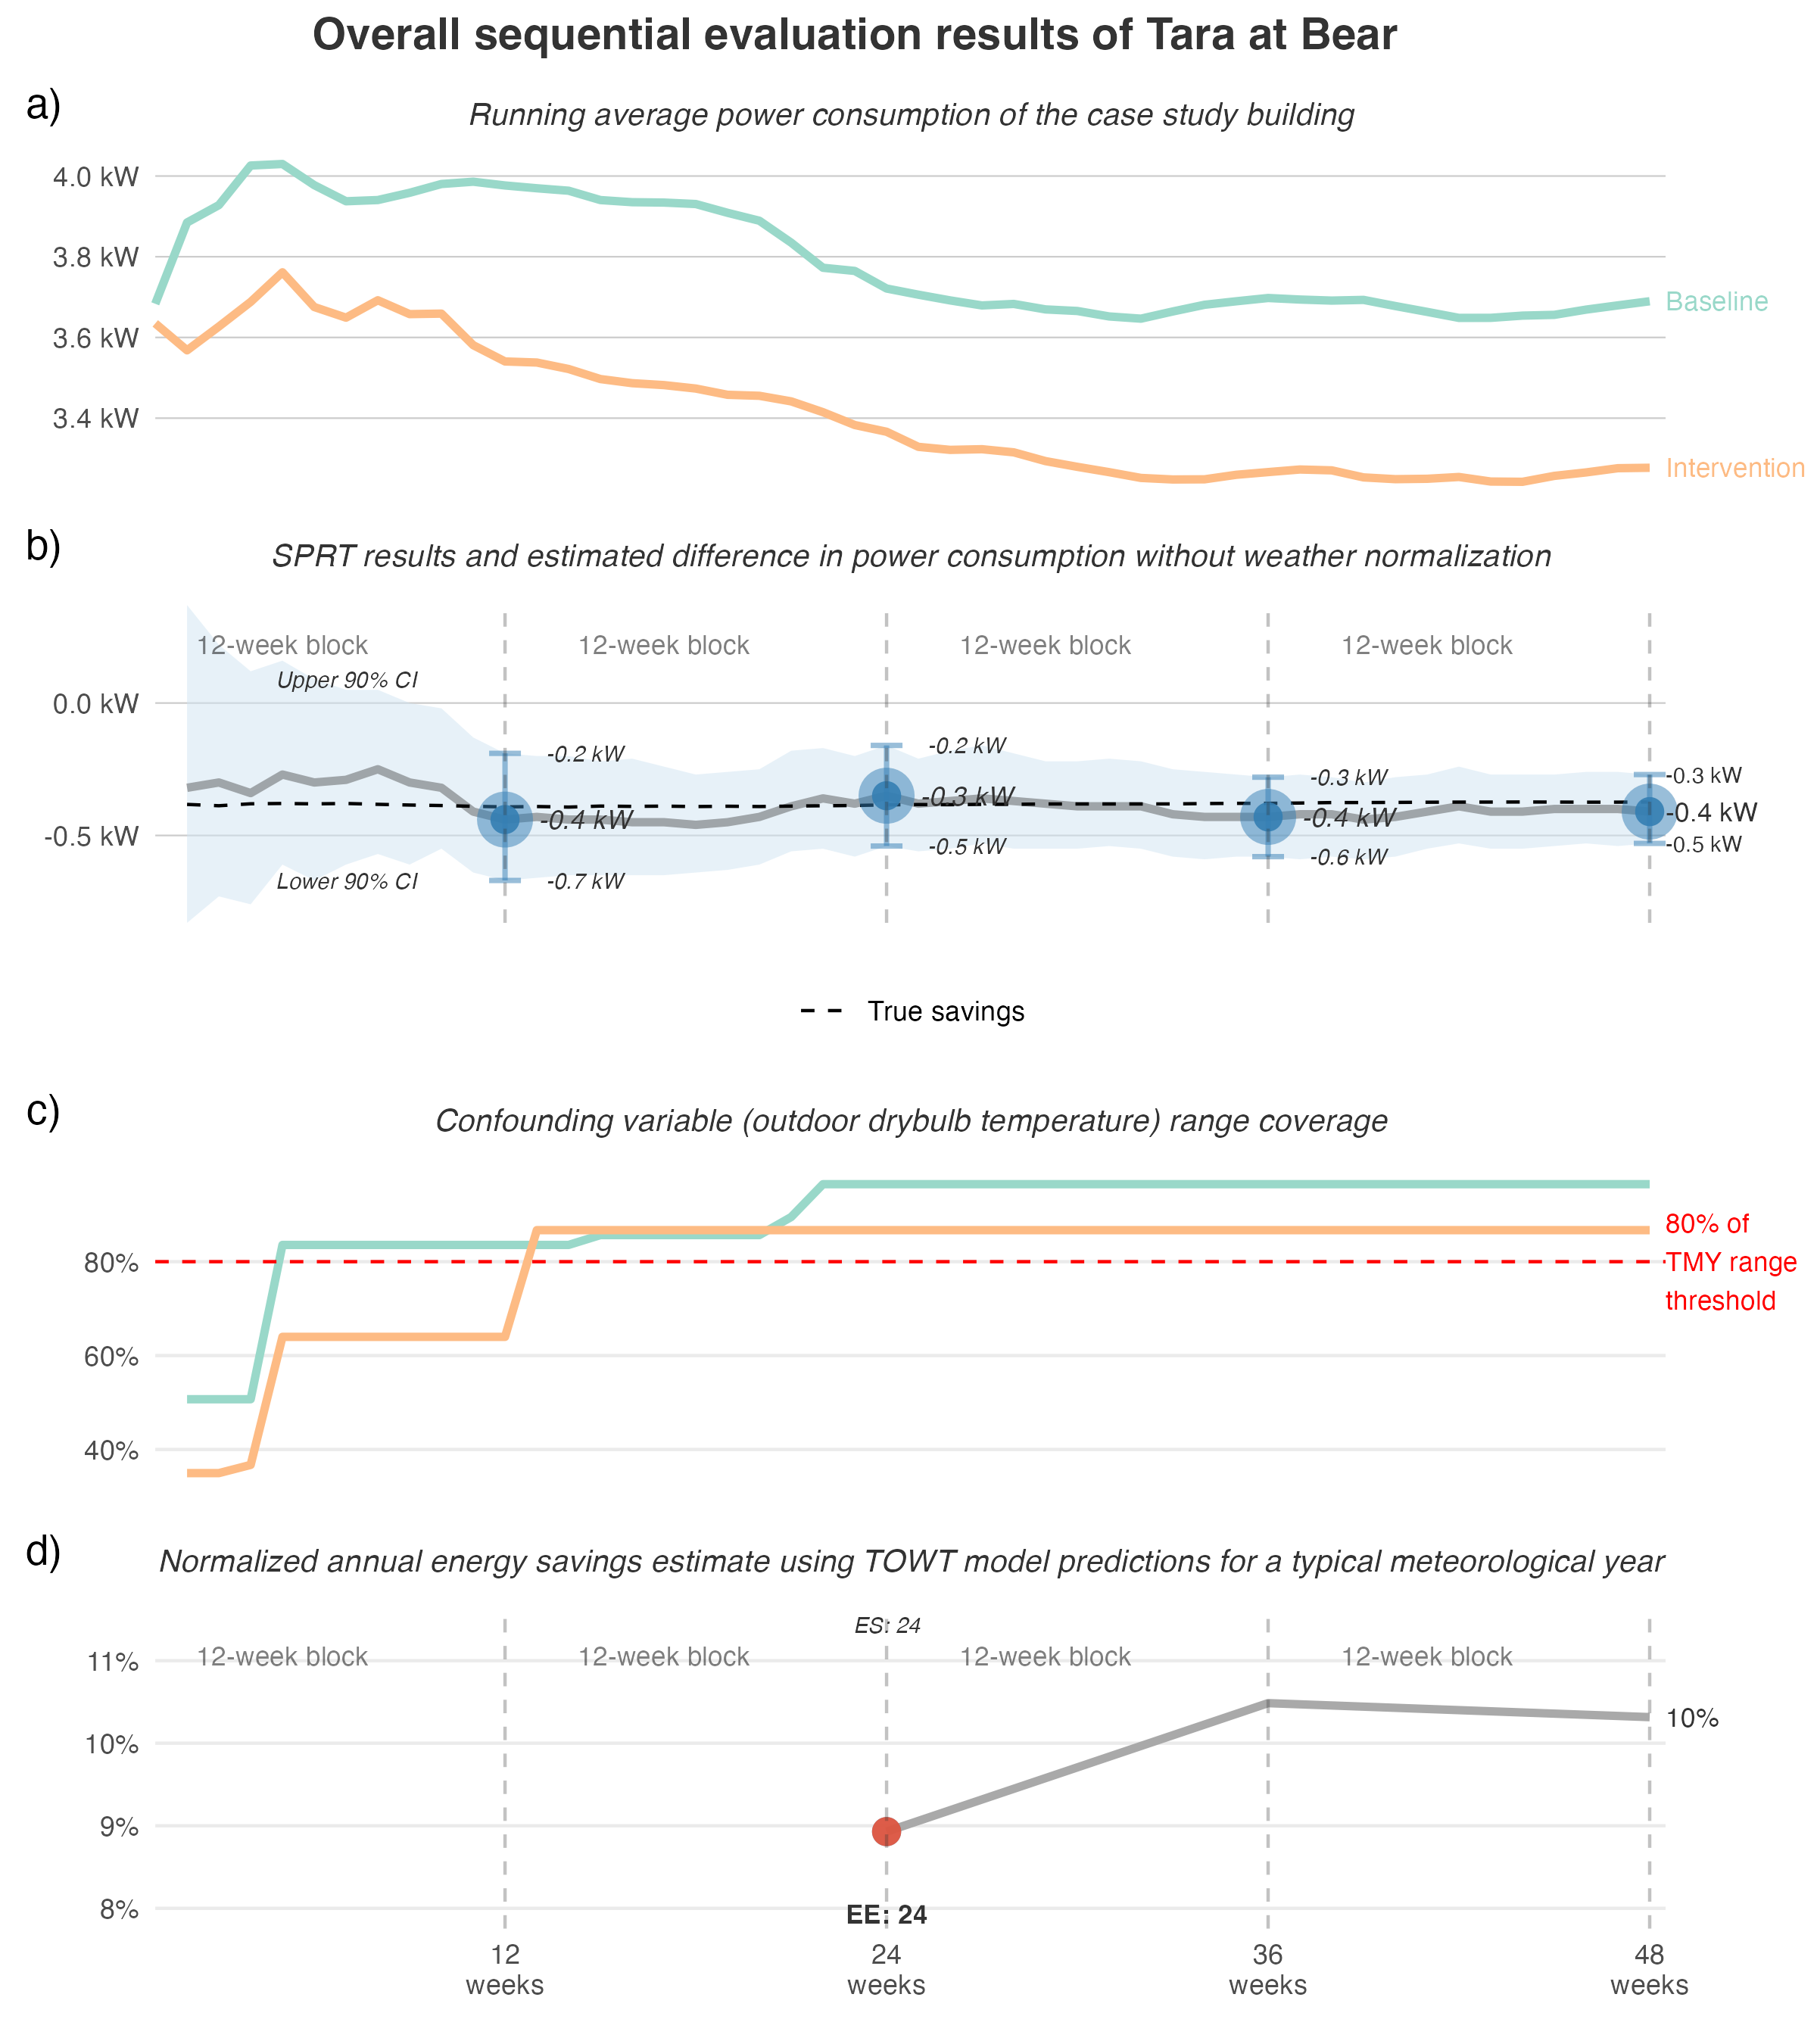 Overall sequential evaluation results of Tara at Bear
a)
Running average power consumption of the case study building
4.0 kW
3.8 kW
3.6 kW
3.4 kW
Baseline
Intervention
b)
SPRT results and estimated difference in power consumption without weather normalization
12-week block
12-week block
12-week block
12-week block
Upper 90% CI
0.0 kW
-0.2 kW
-0.2 kW
-0.3 kW
-0.3 kW
-0.4 kW
-0.3 kW
-0.4 kW
-0.4 kW
-0.5 kW
-0.5 kW
-0.6 kW
-0.5 kW
Lower 90% CI
-0.7 kW
True savings
c)
Confounding variable (outdoor drybulb temperature) range coverage
80%
60%
40%
80% of
TMY range
threshold
d)
Normalized annual energy savings estimate using TOWT model predictions for a typical meteorological year
ES: 24
12-week block
12-week block
12-week block
12-week block
11%
10%
9%
8%
10%
EE: 24
12
weeks
24
weeks
36
weeks
48
weeks